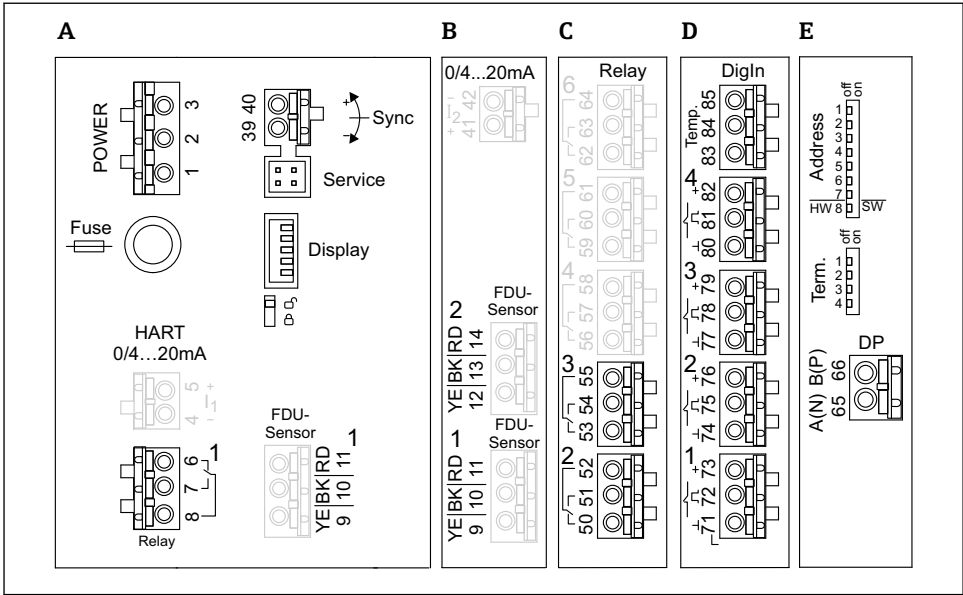 A
B
C
D
E
POWER
3
2
1
39 40
+
-
Sync
Service
Fuse
Display
HART
0/4...20mA
5 +
I1
4 -
6 1
7
8
Relay
FDU-
Sensor
1
YE BK RD
9 10 11
0/4...20mA
- 42
I2
+ 41
2
FDU-
Sensor
YE BK RD
12 13 14
1
FDU-
Sensor
YE BK RD
9 10 11
Relay
6
62 63 64
5
59 60 61
4
56 57 58
3
53 54 55
2
50 51 52
DigIn
Temp.
83 84 85
4
80 81 82 +
3
77 78 79 +
2
74 75 76 +
1
71 72 73 +
off
on
Address
1
2
3
4
5
6
7
HW 8 SW
off
on
Term.
1
2
3
4
DP
A(N) B(P)
65 66